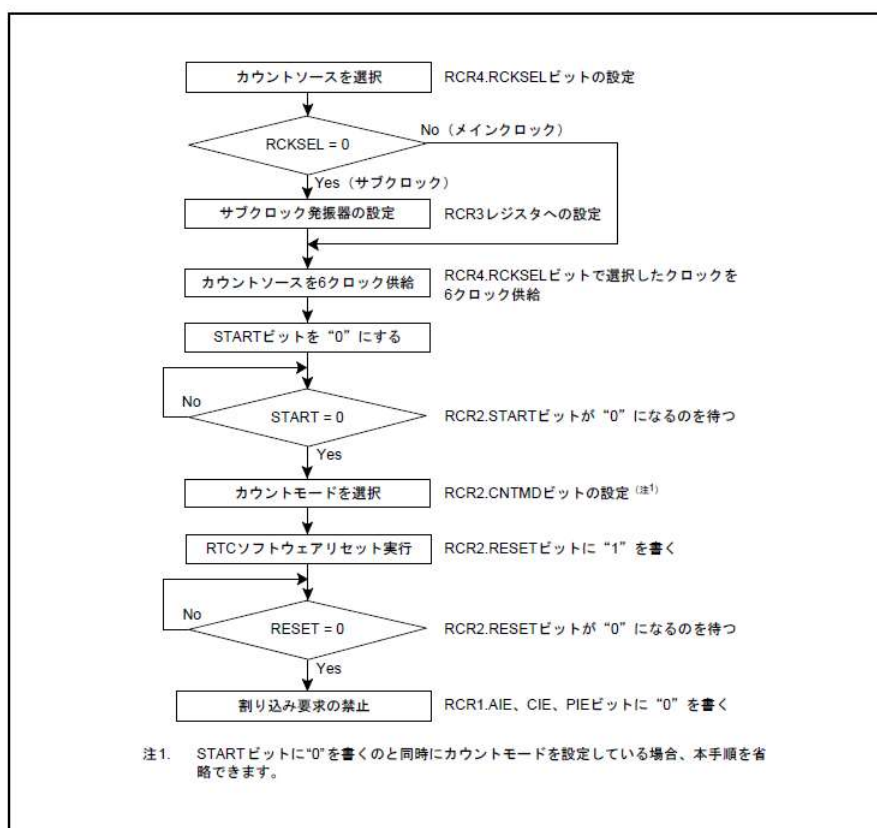 カウントソースを選択
RCR4.RCKSELビットの設定
No（メインクロック）
RCKSEL = 0
Yes（サブクロック）
サブクロック発振器の設定
RCR3レジスタへの設定
カウントソースを6クロック供給
RCR4.RCKSELビットで選択したクロックを
6クロック供給
STARTビットを“0”にする
No
START = 0
RCR2.STARTビットが“0”になるのを待つ
Yes
カウントモードを選択
RCR2.CNTMDビットの設定（注1）
RTCソフトウェアリセット実行
RCR2.RESETビットに“1”を書く
No
RESET = 0
RCR2.RESETビットが“0”になるのを待つ
Yes
割り込み要求の禁止
RCR1.AIE、CIE、PIEビットに“0”を書く
注1. STARTビットに“0”を書くのと同時にカウントモードを設定している場合、本手順を省
略できます。